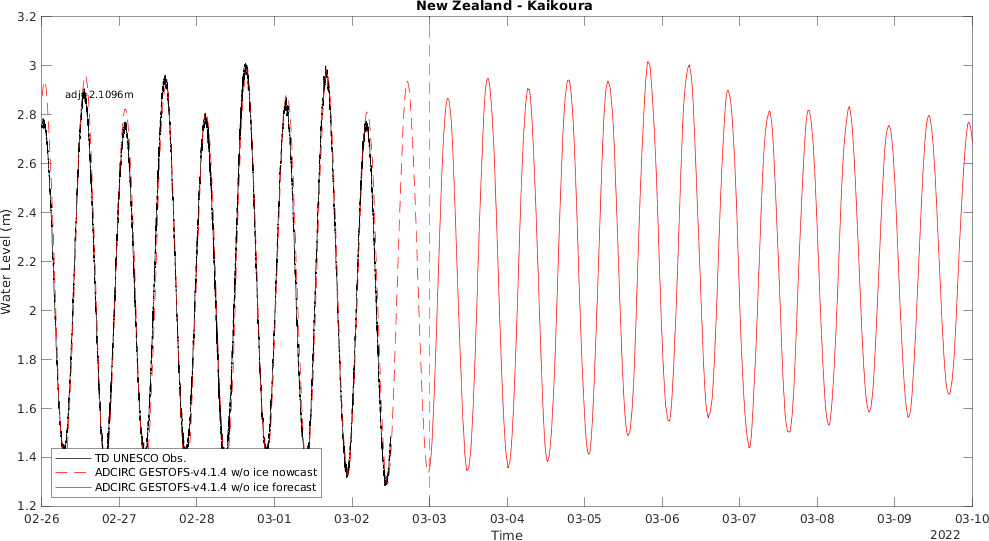 New Zealand - Kaikoura
Water Level (m)
3.2
3
2.8
2.6
2.4
2.2
2
1.8
1.6
1.4
1.2
adj=2.1096m
TD UNESCO Obs.
ADCIRC GESTOFS-v4.1.4 w/o ice nowcast
ADCIRC GESTOFS-v4.1.4 w/o ice forecast
02-26 02-27 02-28 03-01 03-02 03-03 03-04 03-05 03-06 03-07 03-08 03-09 03-10
Time
2022